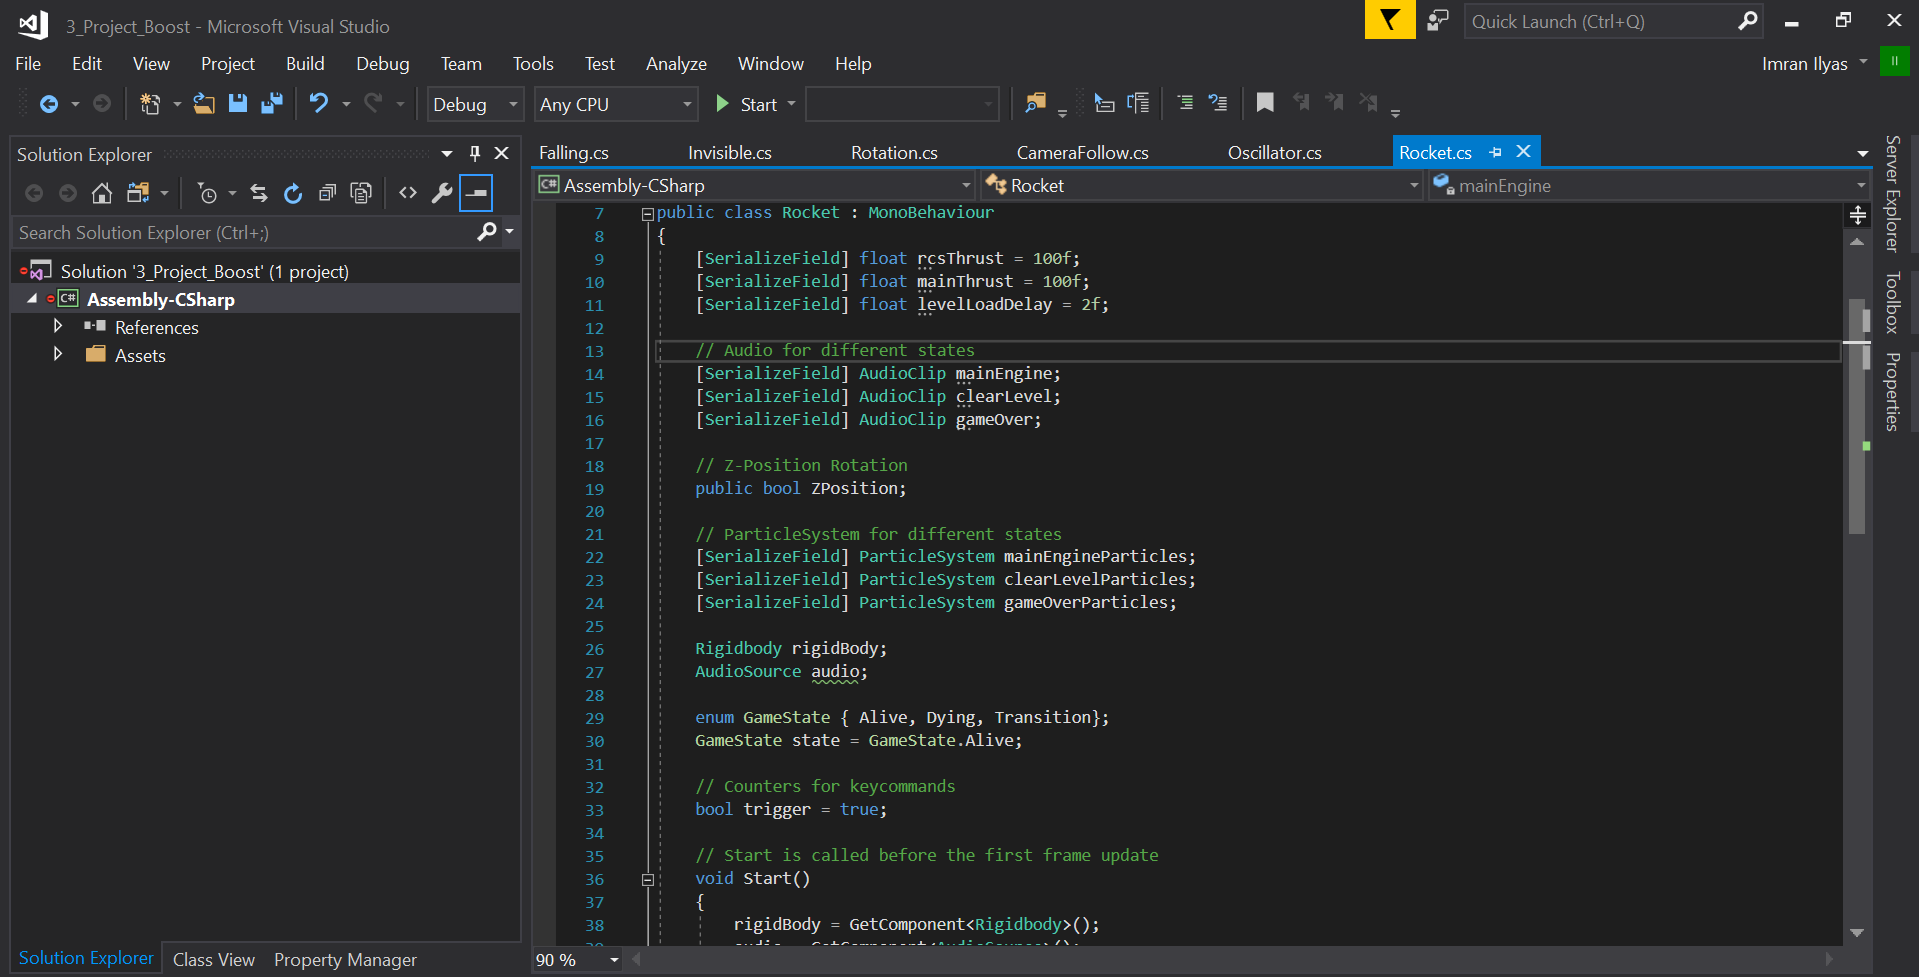 3_Project_Boost - Microsoft Visual Studio
Quick Launch (Ctrl+Q)
File Edit View Project Build Debug Team Tools Test Analyze Window Help
Imran Ilyas II
Debug Any CPU Start
Solution Explorer
Search Solution Explorer (Ctrl+;)
Solution '3_Project_Boost' (1 project)
C# Assembly-CSharp
References
Assets
Solution Explorer Class View Property Manager
Falling.cs Invisible.cs Rotation.cs CameraFollow.cs Oscillator.cs Rocket.cs
C# Assembly-CSharp Rocket mainEngine
7 public class Rocket : MonoBehaviour
8 {
9 [SerializeField] float rcsThrust = 100f;
10 [SerializeField] float mainThrust = 100f;
11 [SerializeField] float levelLoadDelay = 2f;
12
13 // Audio for different states
14 [SerializeField] AudioClip mainEngine;
15 [SerializeField] AudioClip clearLevel;
16 [SerializeField] AudioClip gameOver;
17
18 // Z-Position Rotation
19 public bool ZPosition;
20
21 // ParticleSystem for different states
22 [SerializeField] ParticleSystem mainEngineParticles;
23 [SerializeField] ParticleSystem clearLevelParticles;
24 [SerializeField] ParticleSystem gameOverParticles;
25
26 Rigidbody rigidBody;
27 AudioSource audio;
28
29 enum GameState { Alive, Dying, Transition};
30 GameState state = GameState.Alive;
31
32 // Counters for keycommands
33 bool trigger = true;
34
35 // Start is called before the first frame update
36 void Start()
37 {
38 rigidBody = GetComponent<Rigidbody>();
90 %
Server Explorer
Toolbox
Properties